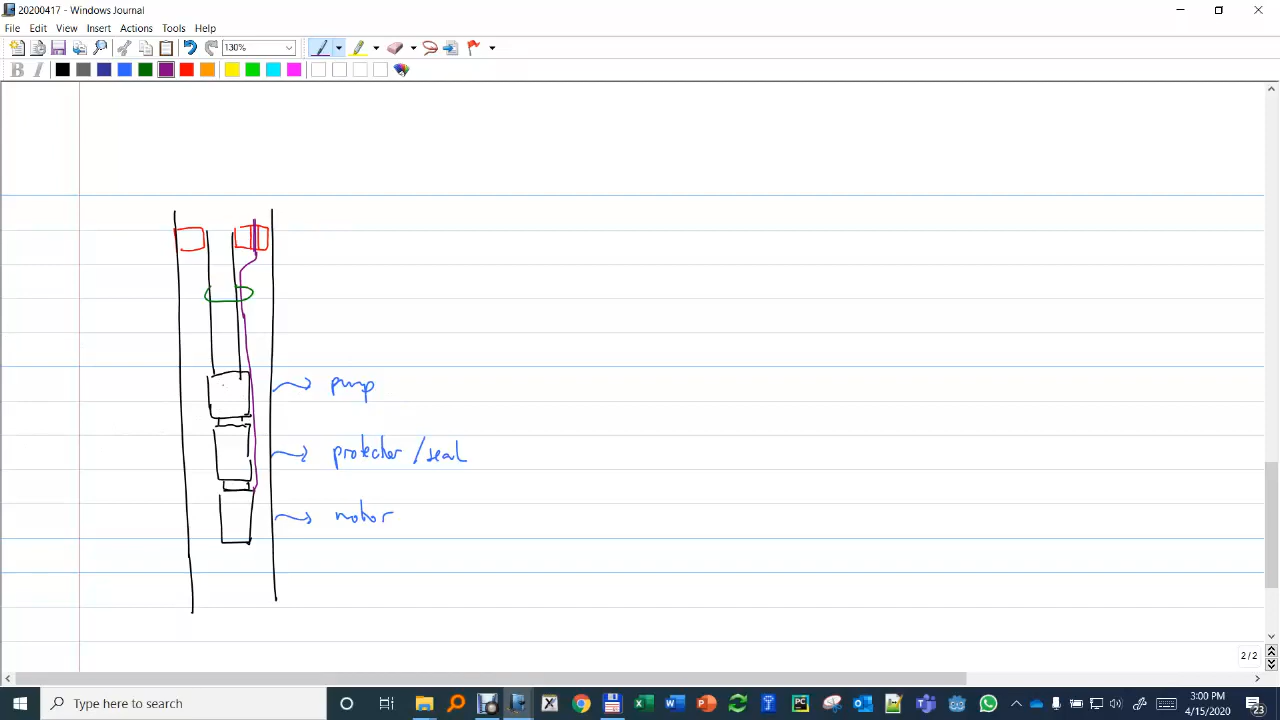 20200417 - Windows Journal
File Edit View Insert Actions Tools Help
130%
B I
pump
protector /seal
motor
2/2
Type here to search
3:00 PM
4/15/2020
23